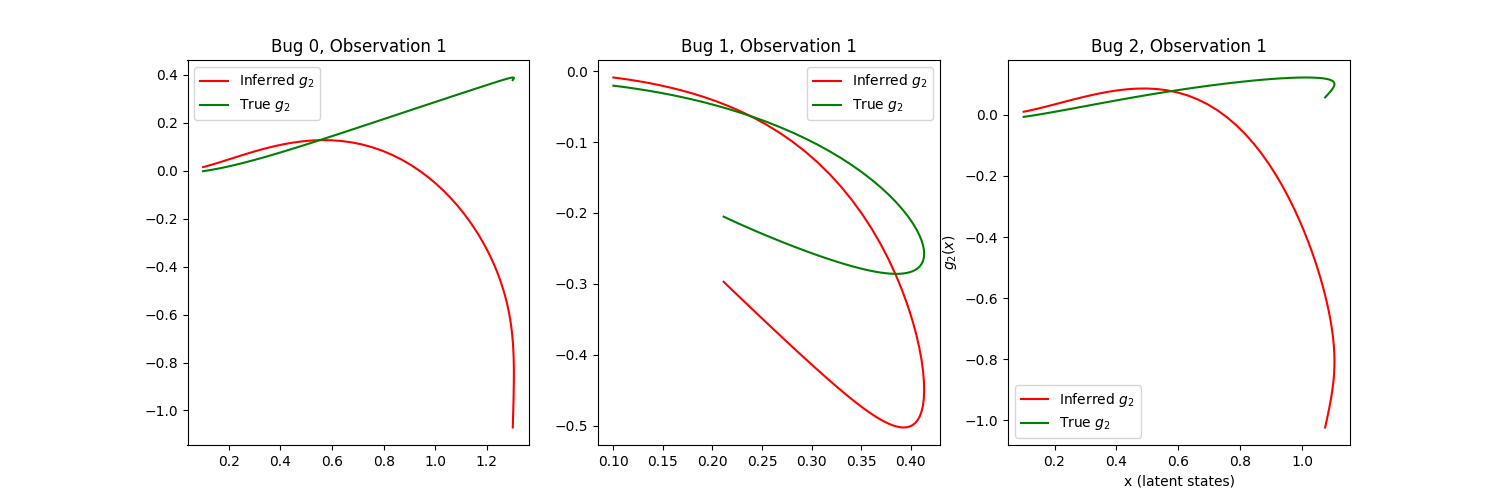 Bug 0, Observation 1
Inferred g₂
True g₂
0.4
0.2
0.0
−0.2
−0.4
−0.6
−0.8
−1.0
0.2 0.4 0.6 0.8 1.0 1.2
Bug 1, Observation 1
Inferred g₂
True g₂
0.0
−0.1
−0.2
−0.3
−0.4
−0.5
0.10 0.15 0.20 0.25 0.30 0.35 0.40
Bug 2, Observation 1
g₂(x)
0.0
−0.2
−0.4
−0.6
−0.8
−1.0
Inferred g₂
True g₂
0.2 0.4 0.6 0.8 1.0
x (latent states)